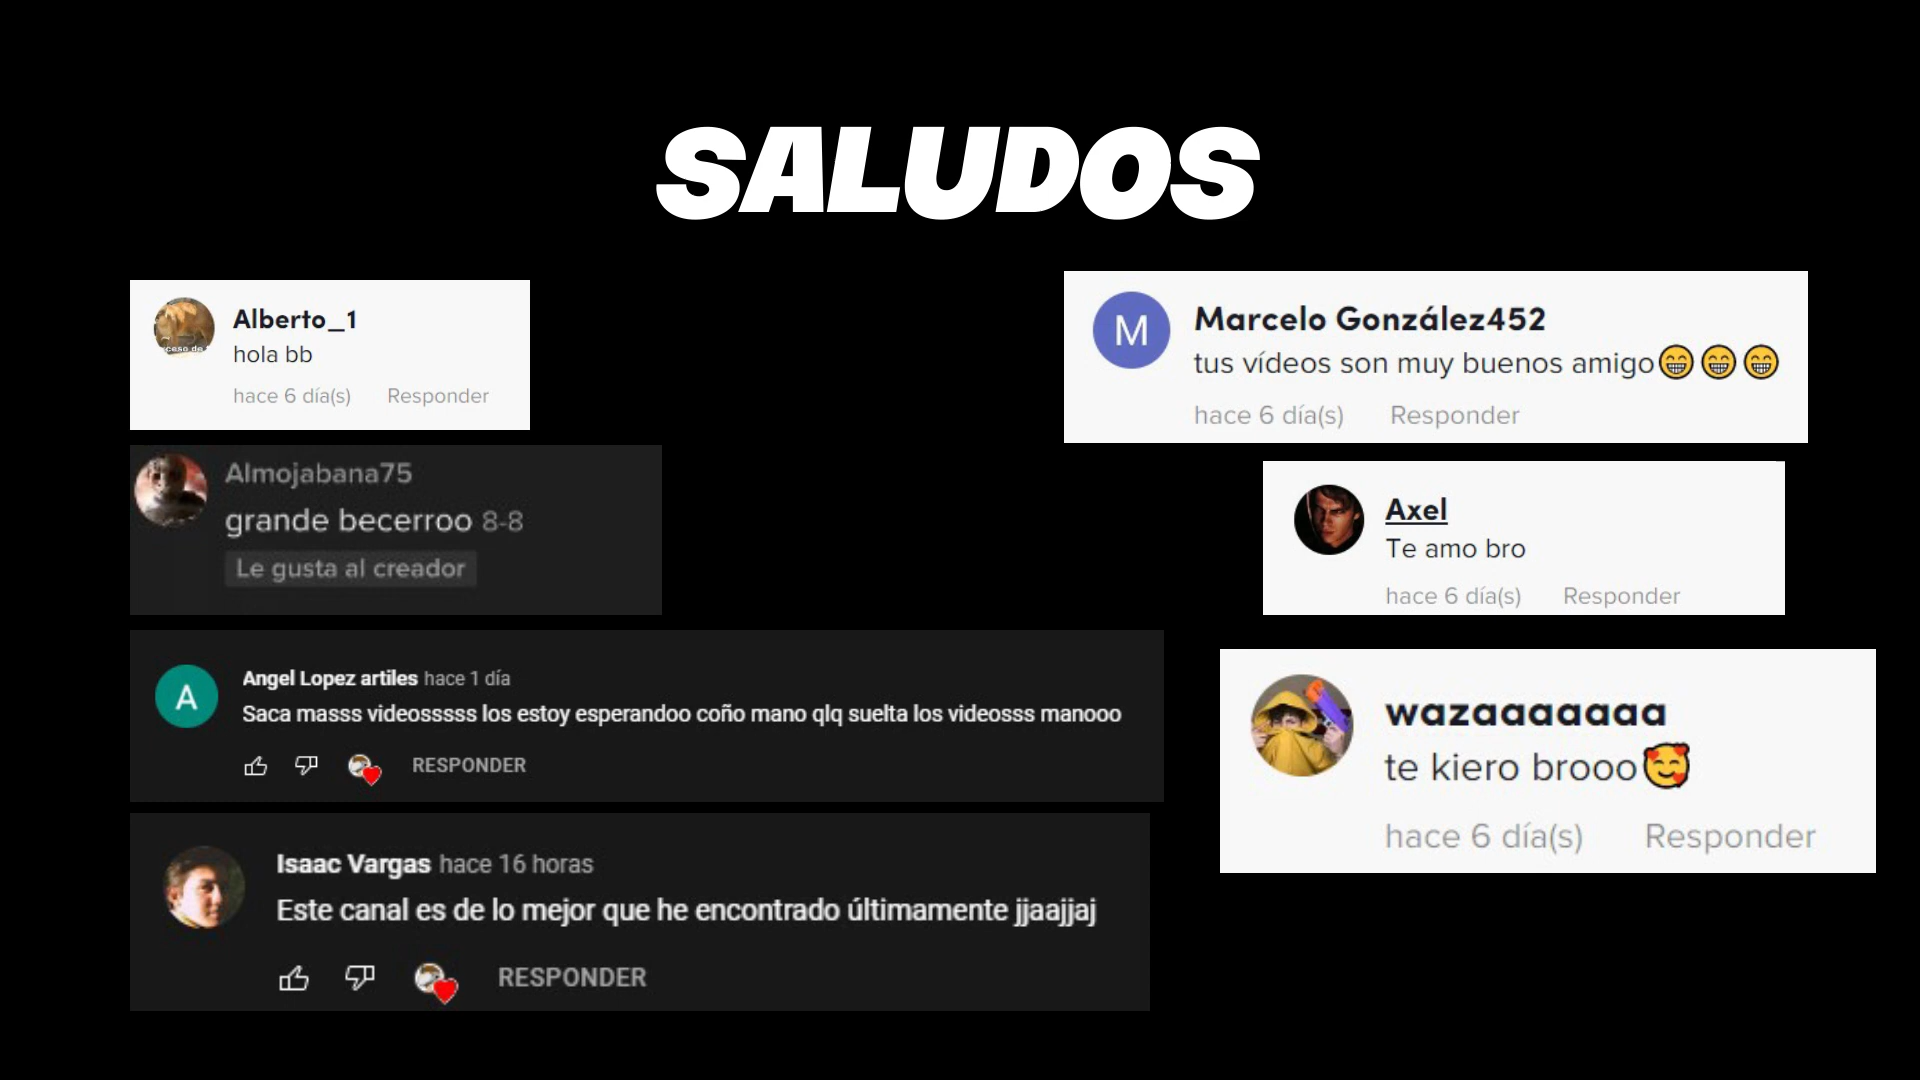 SALUDOS
Alberto_1
hola bb
hace 6 día(s) Responder
Almojabana75
grande becerroo 8-8
Le gusta al creador
Angel Lopez artiles hace 1 día
Saca masss videosssss los estoy esperandoo coño mano qlq suelta los videosss manooo
RESPONDER
Isaac Vargas hace 16 horas
Este canal es de lo mejor que he encontrado últimamente jjaajjaj
RESPONDER
M
Marcelo González452
tus vídeos son muy buenos amigo😁😁😁
hace 6 día(s) Responder
Axel
Te amo bro
hace 6 día(s) Responder
wazaaaaaaa
te kiero brooo🥰
hace 6 día(s) Responder
A